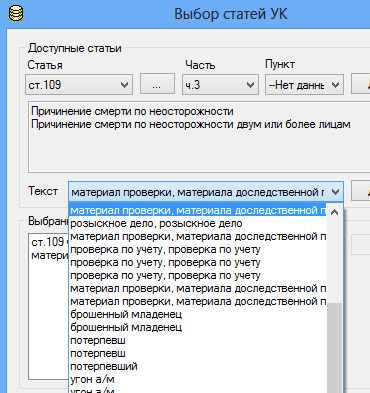 Выбор статей УК
Доступные статьи
Статья Часть Пункт
ст.109 ... ч.3 --Нет данны
Причинение смерти по неосторожности
Причинение смерти по неосторожности двум или более лицам
Текст материал проверки, материала доследственной г
материал проверки, материала доследственной п
розыскное дело, розыскное дело
материал проверки, материала доследственной п
проверка по учету, проверка по учету
проверка по учету, проверка по учету
проверка по учету, проверка по учету
материал проверки, материала доследственной п
материал проверки, материала доследственной п
брошенный младенец
брошенный младенец
потерпевш
потерпевш
потерпевший
угон а/м
угон а/м
Выбранн
ст.109
матери